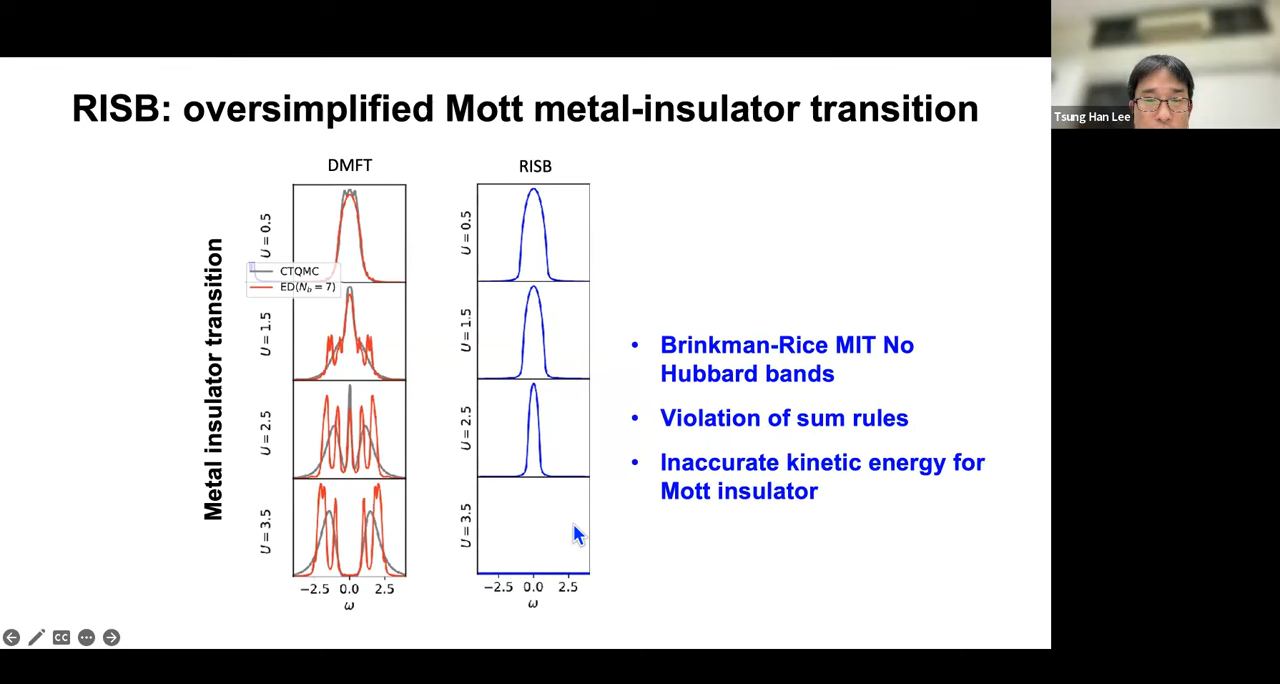 RISB: oversimplified Mott metal-insulator transition
Tsung Han Lee
DMFT
RISB
Metal insulator transition
U = 0.5
U = 1.5
U = 2.5
U = 3.5
CTQMC
ED(N_b = 7)
−2.5 0.0 2.5
ω
U = 0.5
U = 1.5
U = 2.5
U = 3.5
−2.5 0.0 2.5
ω
• Brinkman-Rice MIT No
Hubbard bands
• Violation of sum rules
• Inaccurate kinetic energy for
Mott insulator
CC